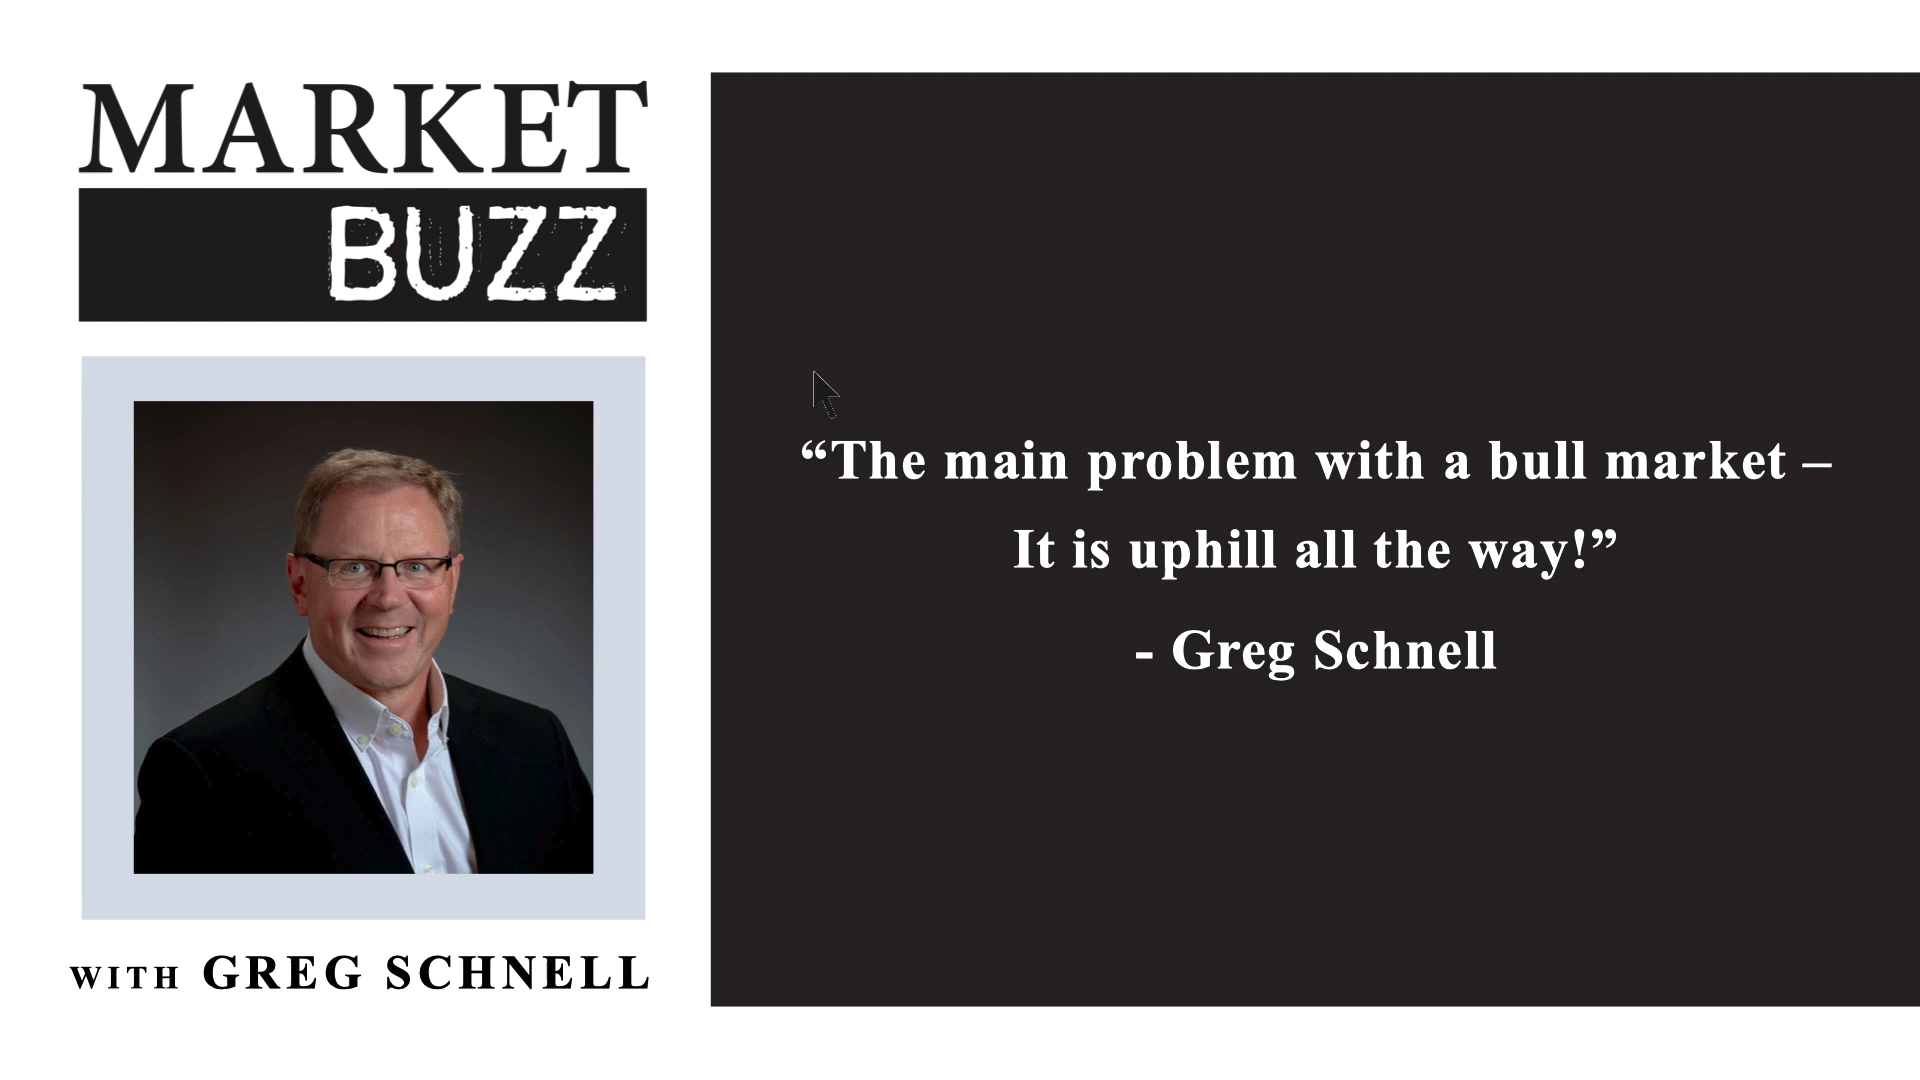 MARKET
BUZZ
WITH GREG SCHNELL
“The main problem with a bull market –
It is uphill all the way!”
- Greg Schnell